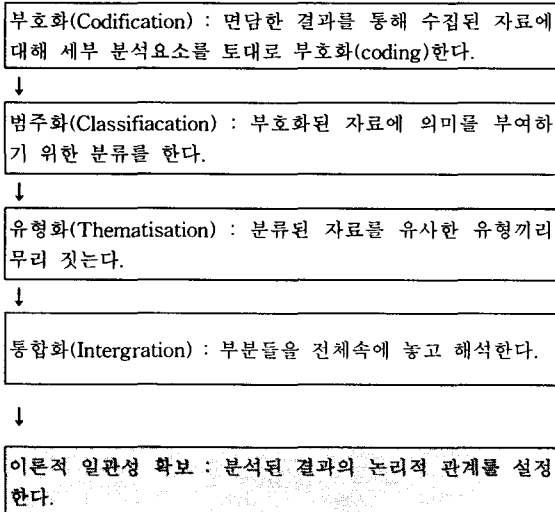 부호화(Codification) : 면담한 결과를 통해 수집된 자료에
대해 세부 분석요소를 토대로 부호화(coding)한다.
↓
범주화(Classifiacation) : 부호화된 자료에 의미를 부여하
기 위한 분류를 한다.
↓
유형화(Thematisation) : 분류된 자료를 유사한 유형끼리
무리 짓는다.
↓
통합화(Intergration) : 부분들을 전체속에 놓고 해석한다.
↓
이론적 일관성 확보 : 분석된 결과의 논리적 관계를 설정
한다.